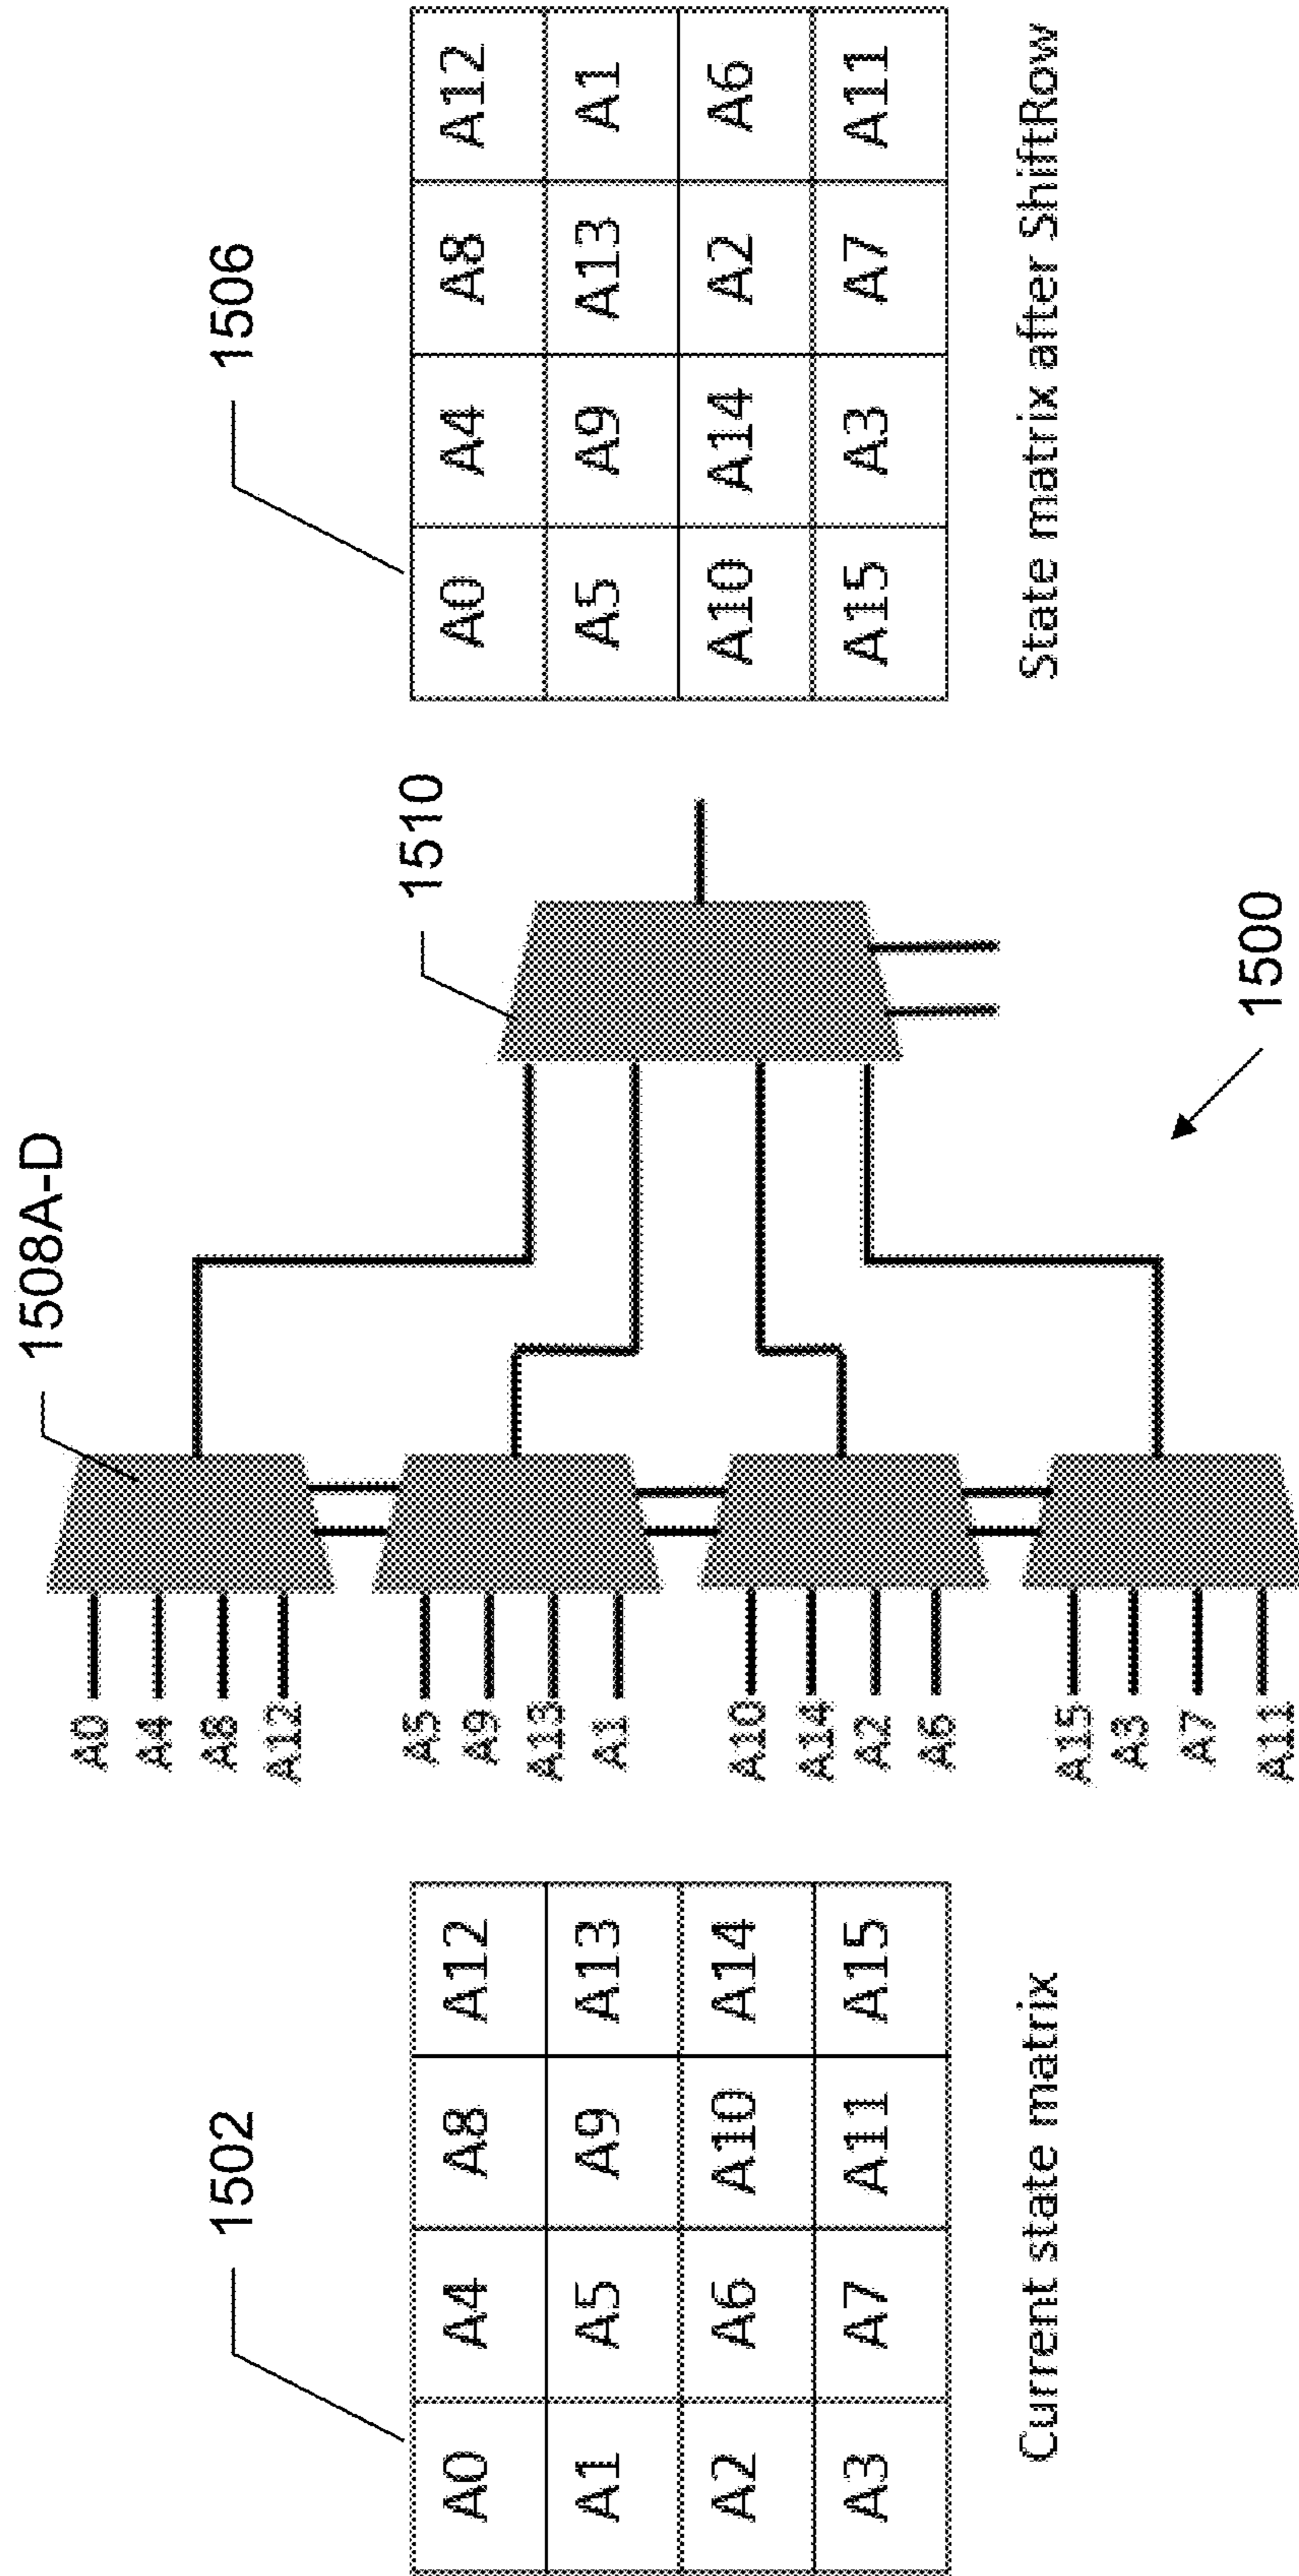 1502
A0 A4 A8 A12
A1 A5 A9 A13
A2 A6 A10 A14
A3 A7 A11 A15
Current state matrix
1508A-D
A0
A4
A8
A12
A5
A9
A13
A1
A10
A14
A2
A6
A15
A3
A7
A11
1510
1500
1506
A0 A4 A8 A12
A5 A9 A13 A1
A10 A14 A2 A6
A15 A3 A7 A11
State matrix after ShiftRow